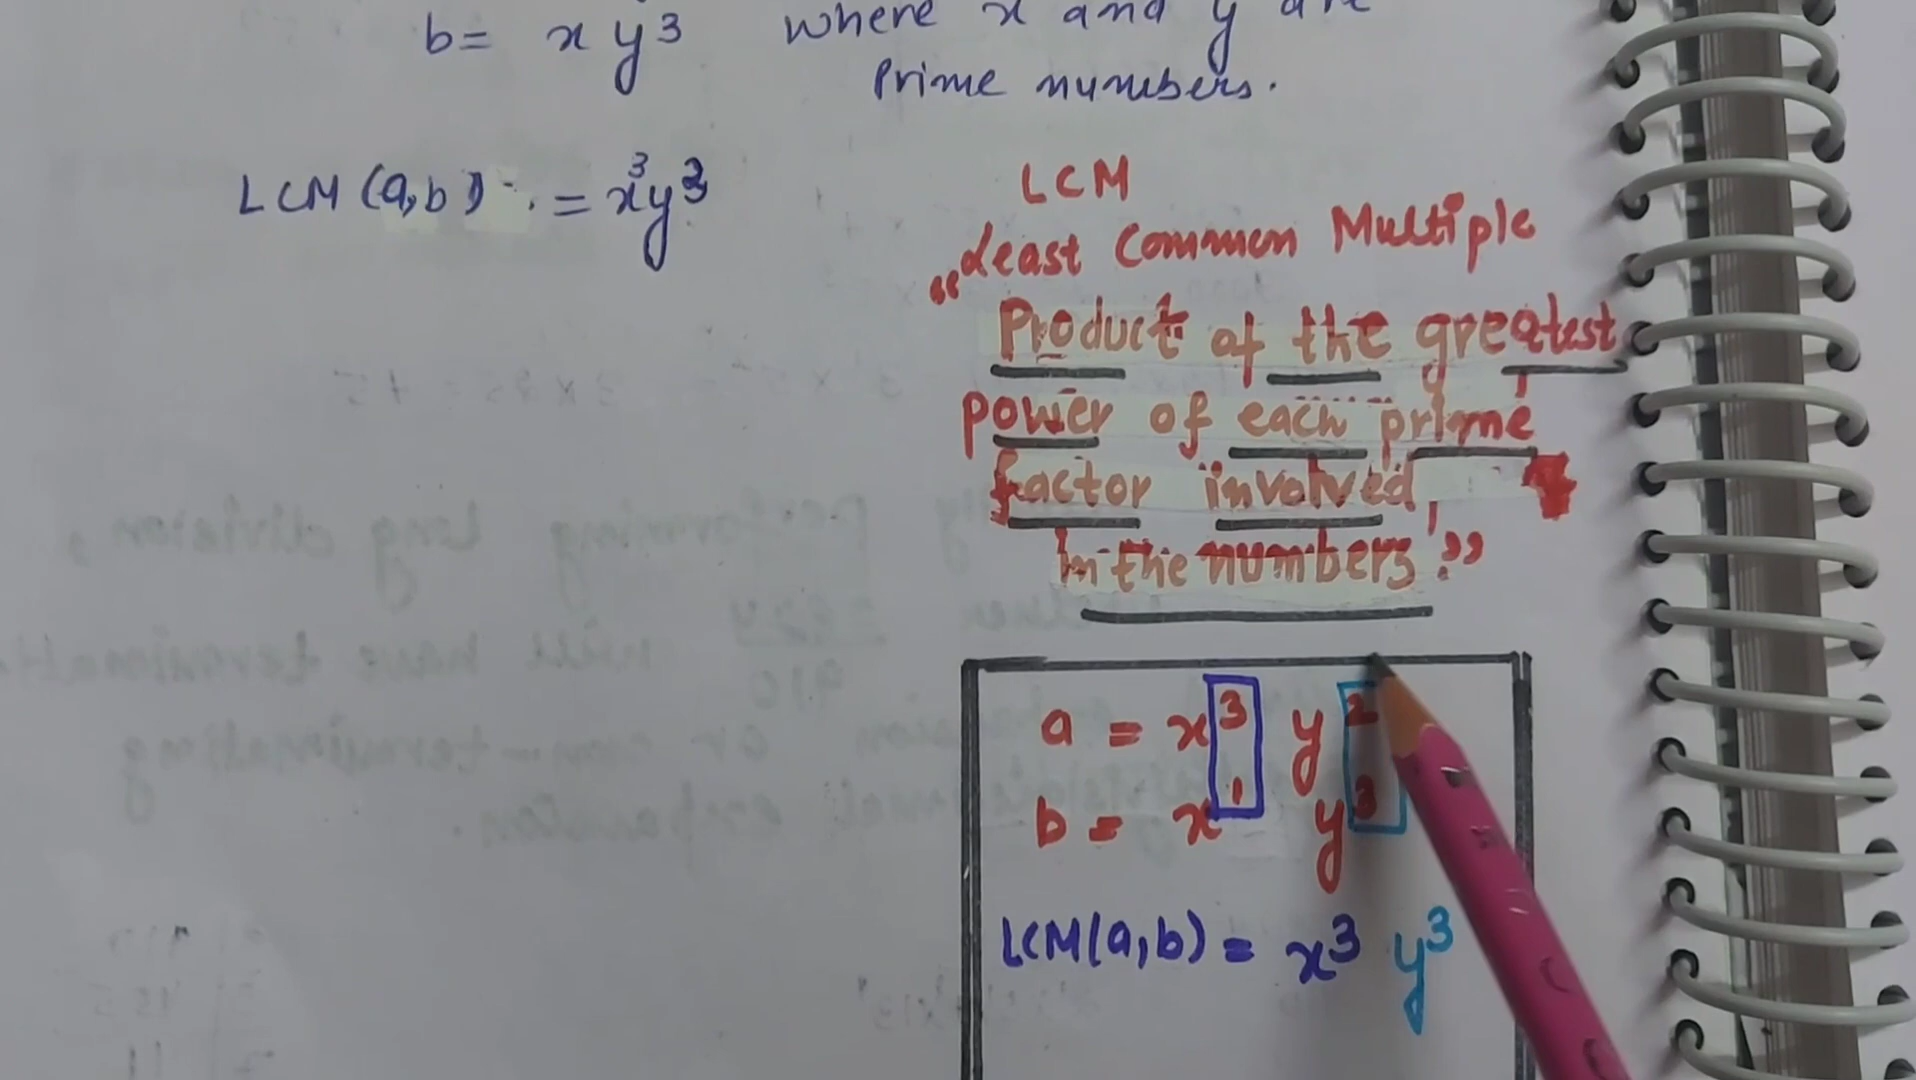 b = x y³ where x and y are
Prime numbers.
LCM (a,b) = x³y³
LCM
"Least Common Multiple
Product of the greatest
power of each prime
factor involved,
in the numbers."
a = x³ y²
b = x¹ y³
LCM(a,b) = x³ y³